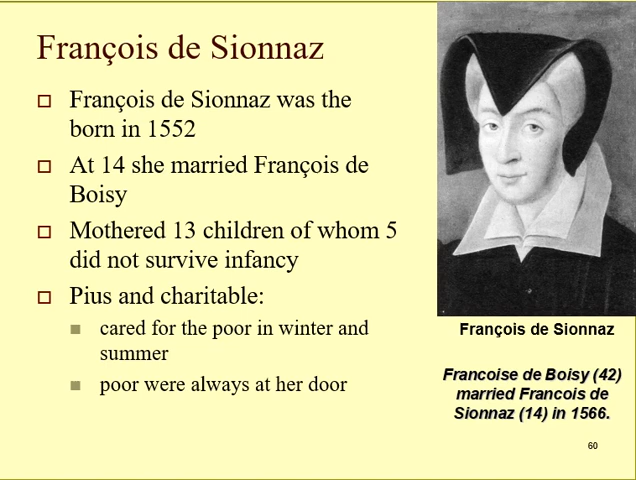 François de Sionnaz
François de Sionnaz was the
born in 1552
At 14 she married François de
Boisy
Mothered 13 children of whom 5
did not survive infancy
Pius and charitable:
cared for the poor in winter and
summer
poor were always at her door
François de Sionnaz
Francoise de Boisy (42)
married Francois de
Sionnaz (14) in 1566.
60